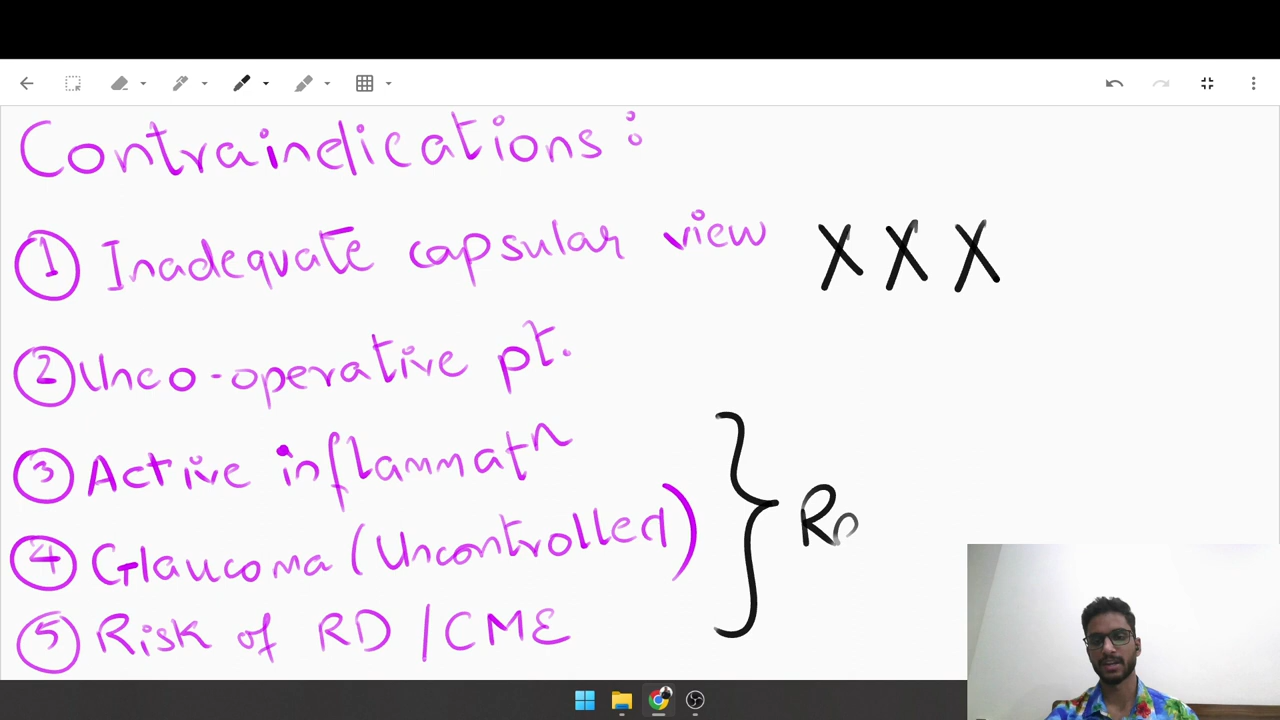 Contraindications:
① Inadequate capsular view X X X
② Unco-operative pt.
③ Active inflammatn
④ Glaucoma (Uncontrolled)
⑤ Risk of RD / CME